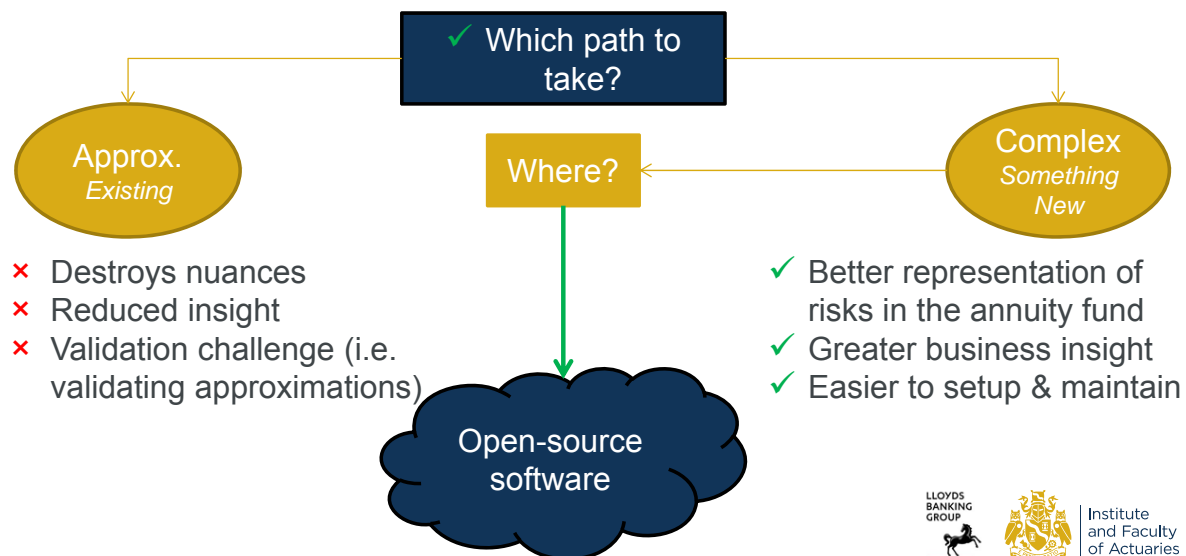 ✓ Which path to
take?
Approx.
Existing
Where?
Complex
Something
New
× Destroys nuances
× Reduced insight
× Validation challenge (i.e.
validating approximations)
✓ Better representation of
risks in the annuity fund
✓ Greater business insight
✓ Easier to setup & maintain
Open-source
software
LLOYDS
BANKING
GROUP
Institute
and Faculty
of Actuaries